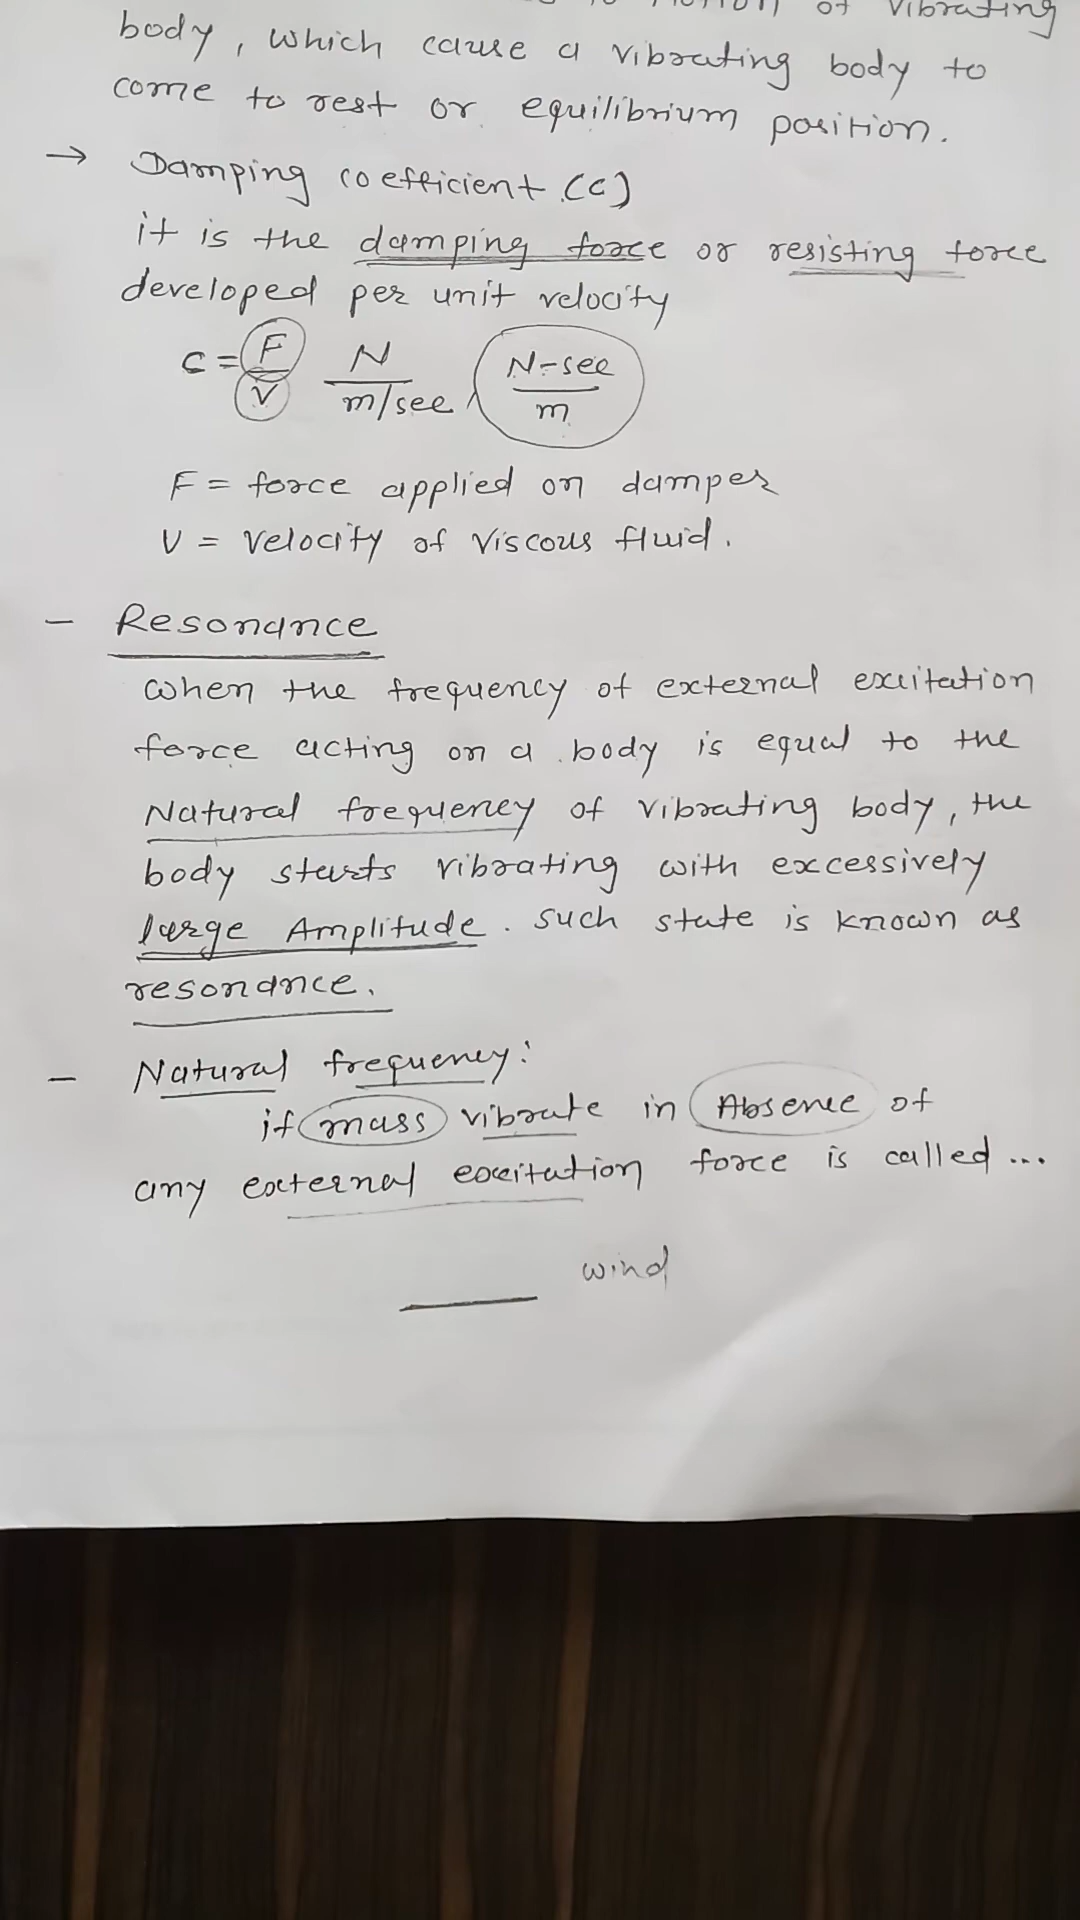 of vibrating
body, which cause a vibrating body to
come to rest or equilibrium position.
→ Damping coefficient (c)
it is the damping force or resisting force
developed per unit velocity
c = F/V N/m/sec, N-sec/m
F = force applied on damper
V = velocity of viscous fluid.
- Resonance
when the frequency of external excitation
force acting on a body is equal to the
Natural frequency of vibrating body, the
body starts vibrating with excessively
large Amplitude. such state is known as
resonance.
- Natural frequency:
if mass vibrate in Absence of
any external excitation force is called ...
wind